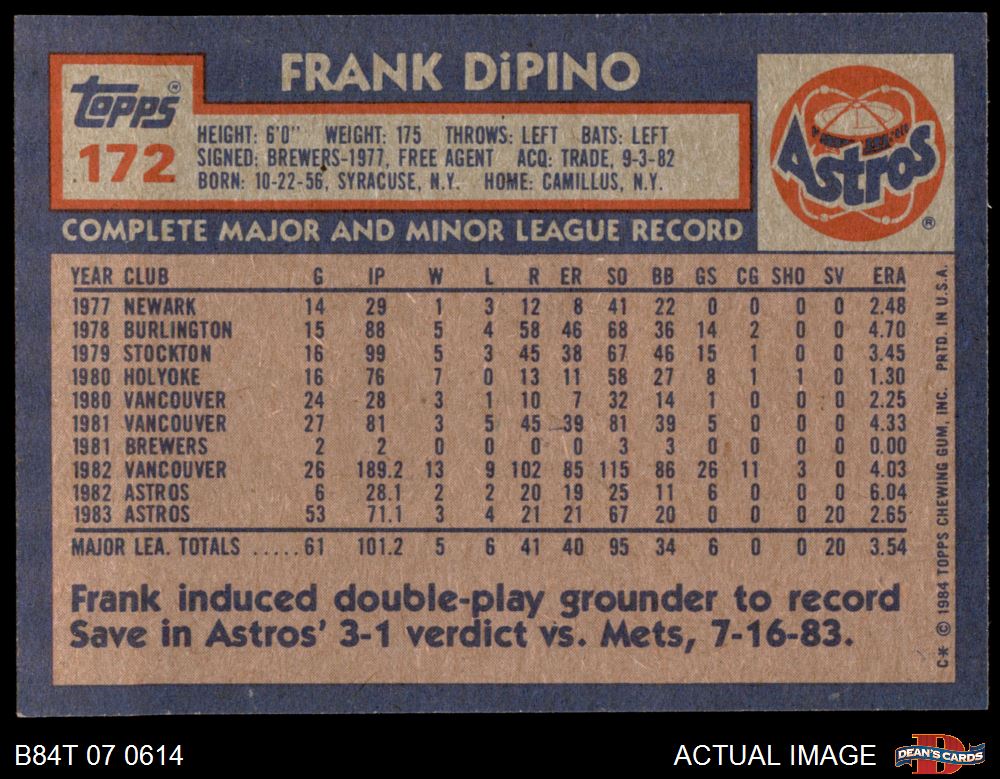 FRANK DiPINO
Topps®
172
HEIGHT: 6'0" WEIGHT: 175 THROWS: LEFT BATS: LEFT
SIGNED: BREWERS-1977, FREE AGENT ACQ: TRADE, 9-3-82
BORN: 10-22-56, SYRACUSE, N.Y. HOME: CAMILLUS, N.Y.
Astros
®
COMPLETE MAJOR AND MINOR LEAGUE RECORD
YEAR CLUB G IP W L R ER SO BB GS CG SHO SV ERA
1977 NEWARK 14 29 1 3 12 8 41 22 0 0 0 0 2.48
1978 BURLINGTON 15 88 5 4 58 46 68 36 14 2 0 0 4.70
1979 STOCKTON 16 99 5 3 45 38 67 46 15 1 0 0 3.45
1980 HOLYOKE 16 76 7 0 13 11 58 27 8 1 1 0 1.30
1980 VANCOUVER 24 28 3 1 10 7 32 14 1 0 0 0 2.25
1981 VANCOUVER 27 81 3 5 45 39 81 39 5 0 0 0 4.33
1981 BREWERS 2 2 0 0 0 0 3 3 0 0 0 0 0.00
1982 VANCOUVER 26 189.2 13 9 102 85 115 86 26 11 3 0 4.03
1982 ASTROS 6 28.1 2 2 20 19 25 11 6 0 0 0 6.04
1983 ASTROS 53 71.1 3 4 21 21 67 20 0 0 0 20 2.65
MAJOR LEA. TOTALS .....61 101.2 5 6 41 40 95 34 6 0 0 20 3.54
Frank induced double-play grounder to record
Save in Astros' 3-1 verdict vs. Mets, 7-16-83.
C* © 1984 TOPPS CHEWING GUM, INC. PRTD. IN U.S.A.
B84T 07 0614
ACTUAL IMAGE
DEAN'S CARDS